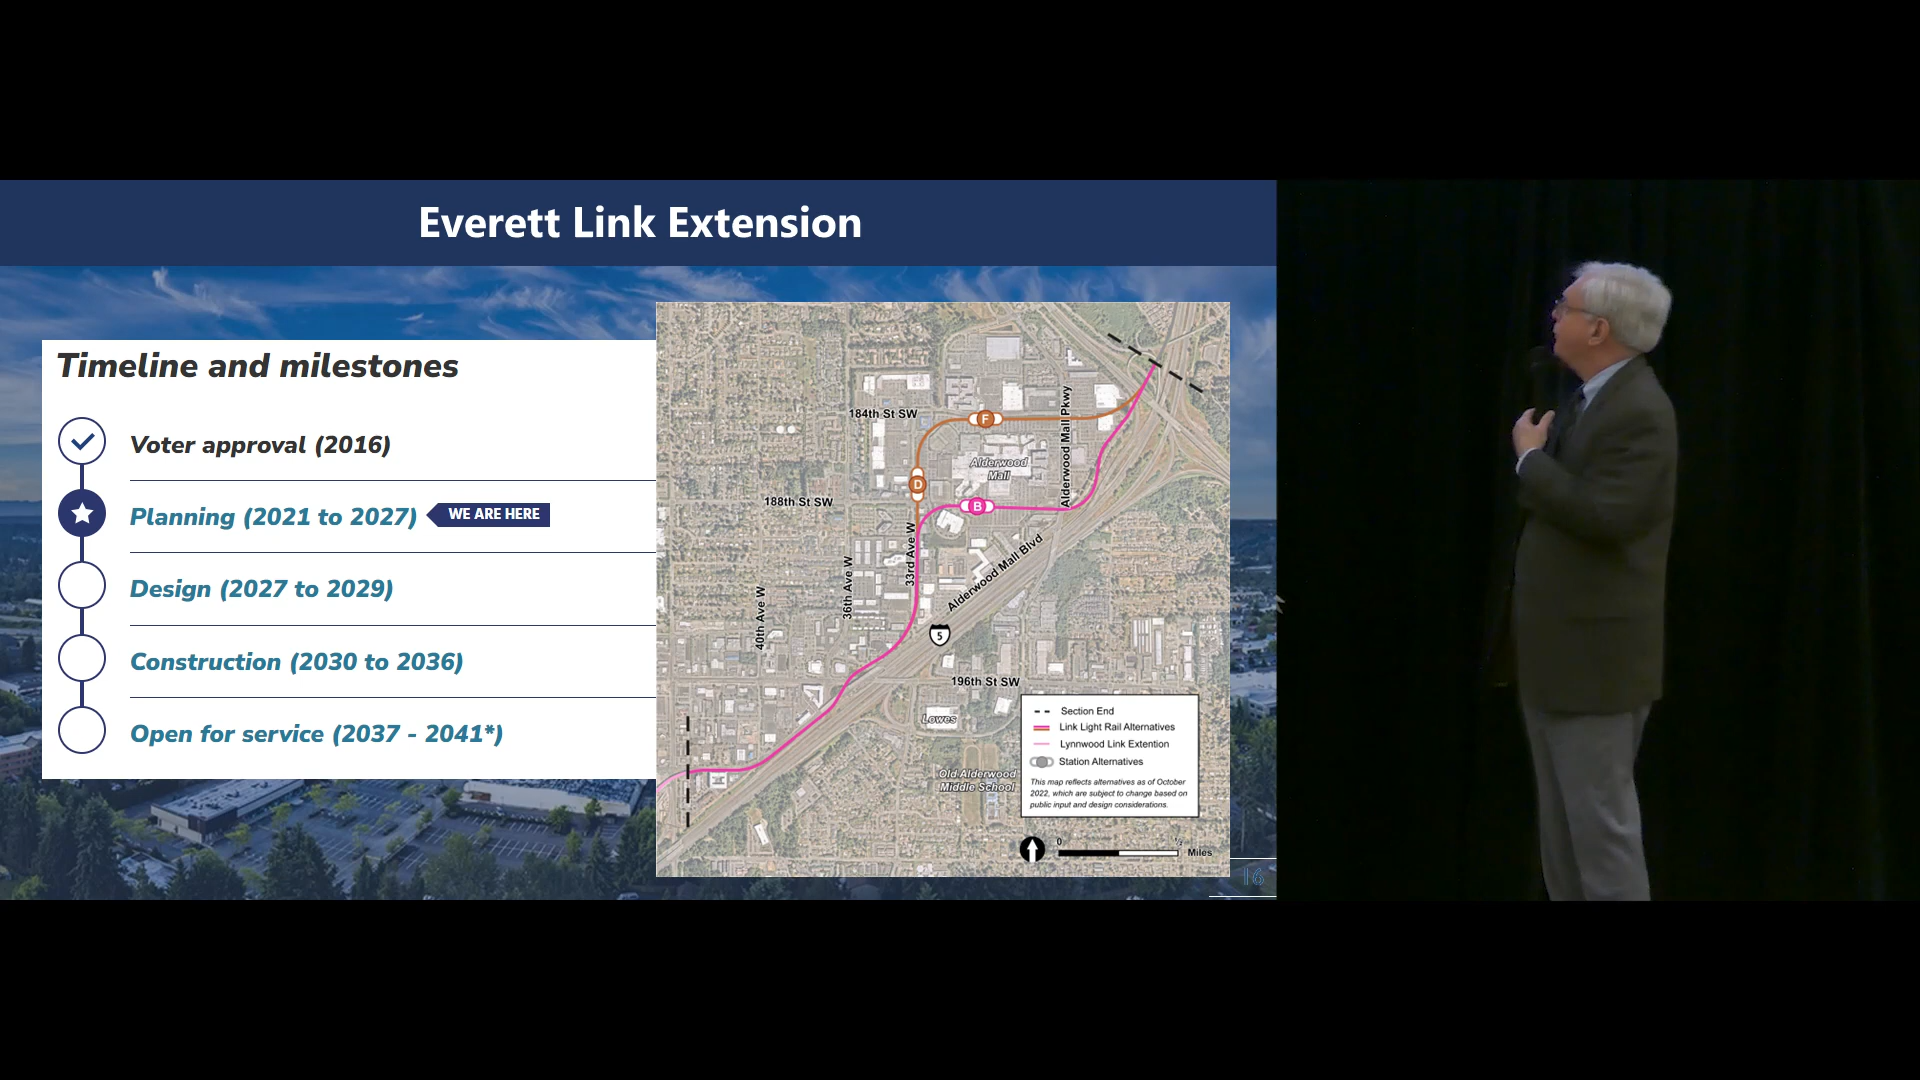 Everett Link Extension
Timeline and milestones
Voter approval (2016)
Planning (2021 to 2027)
WE ARE HERE
Design (2027 to 2029)
Construction (2030 to 2036)
Open for service (2037 - 2041*)
184th St SW
F
Alderwood Mall Pkwy
Alderwood
Mall
D
188th St SW
B
33rd Ave W
Alderwood Mall Blvd
36th Ave W
40th Ave W
5
196th St SW
Lowes
Old Alderwood
Middle School
Section End
Link Light Rail Alternatives
Lynnwood Link Extention
Station Alternatives
This map reflects alternatives as of October
2022, which are subject to change based on
public input and design considerations.
0
Miles
16